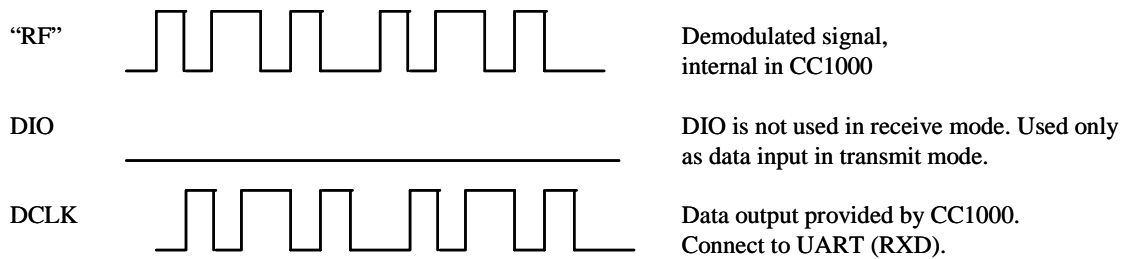 “RF”
Demodulated signal,
internal in CC1000
DIO
DIO is not used in receive mode. Used only
as data input in transmit mode.
DCLK
Data output provided by CC1000.
Connect to UART (RXD).